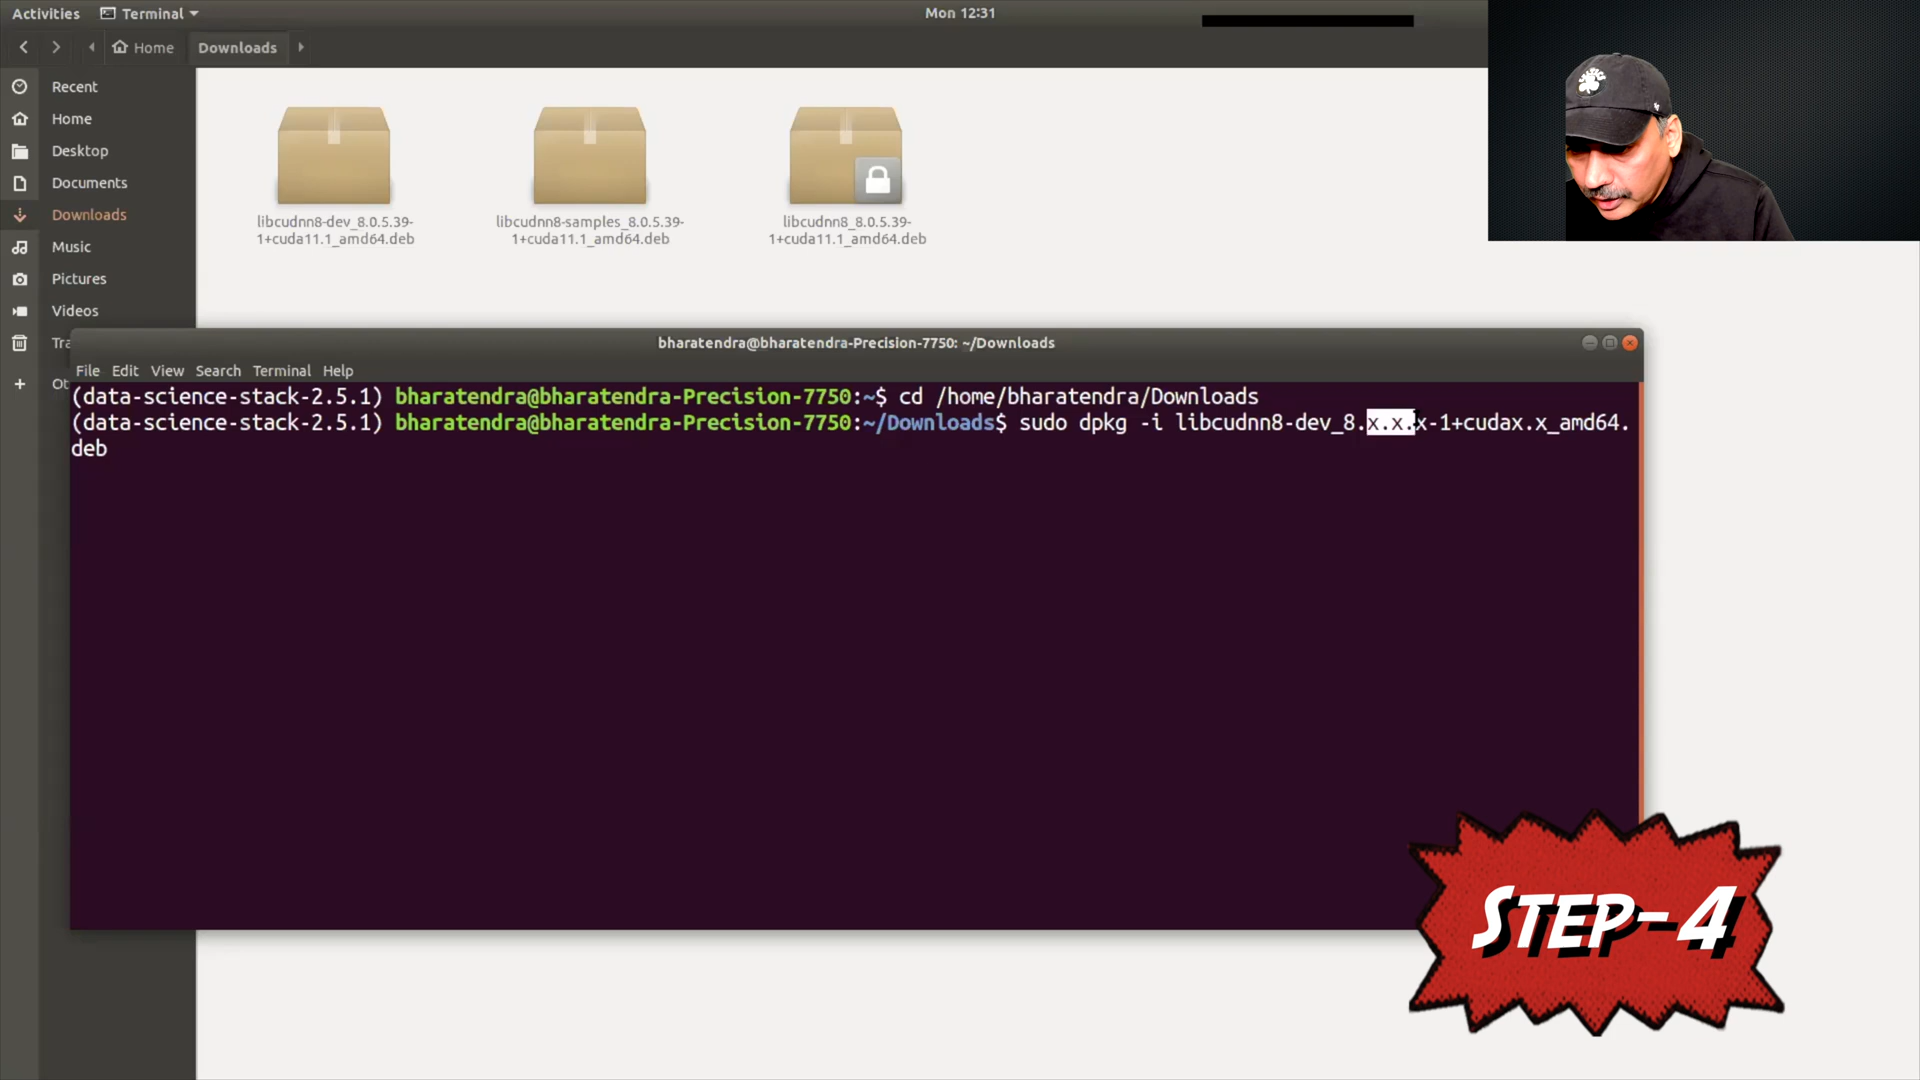 Activities Terminal Mon 12:31
Home Downloads
Recent
Home
Desktop
Documents
Downloads
Music
Pictures
Videos
Tra
Ot
libcudnn8-dev_8.0.5.39-
1+cuda11.1_amd64.deb
libcudnn8-samples_8.0.5.39-
1+cuda11.1_amd64.deb
libcudnn8_8.0.5.39-
1+cuda11.1_amd64.deb
bharatendra@bharatendra-Precision-7750: ~/Downloads
File Edit View Search Terminal Help
(data-science-stack-2.5.1) bharatendra@bharatendra-Precision-7750:~$ cd /home/bharatendra/Downloads
(data-science-stack-2.5.1) bharatendra@bharatendra-Precision-7750:~/Downloads$ sudo dpkg -i libcudnn8-dev_8.x.x.x-1+cudax.x_amd64.
deb
STEP-4